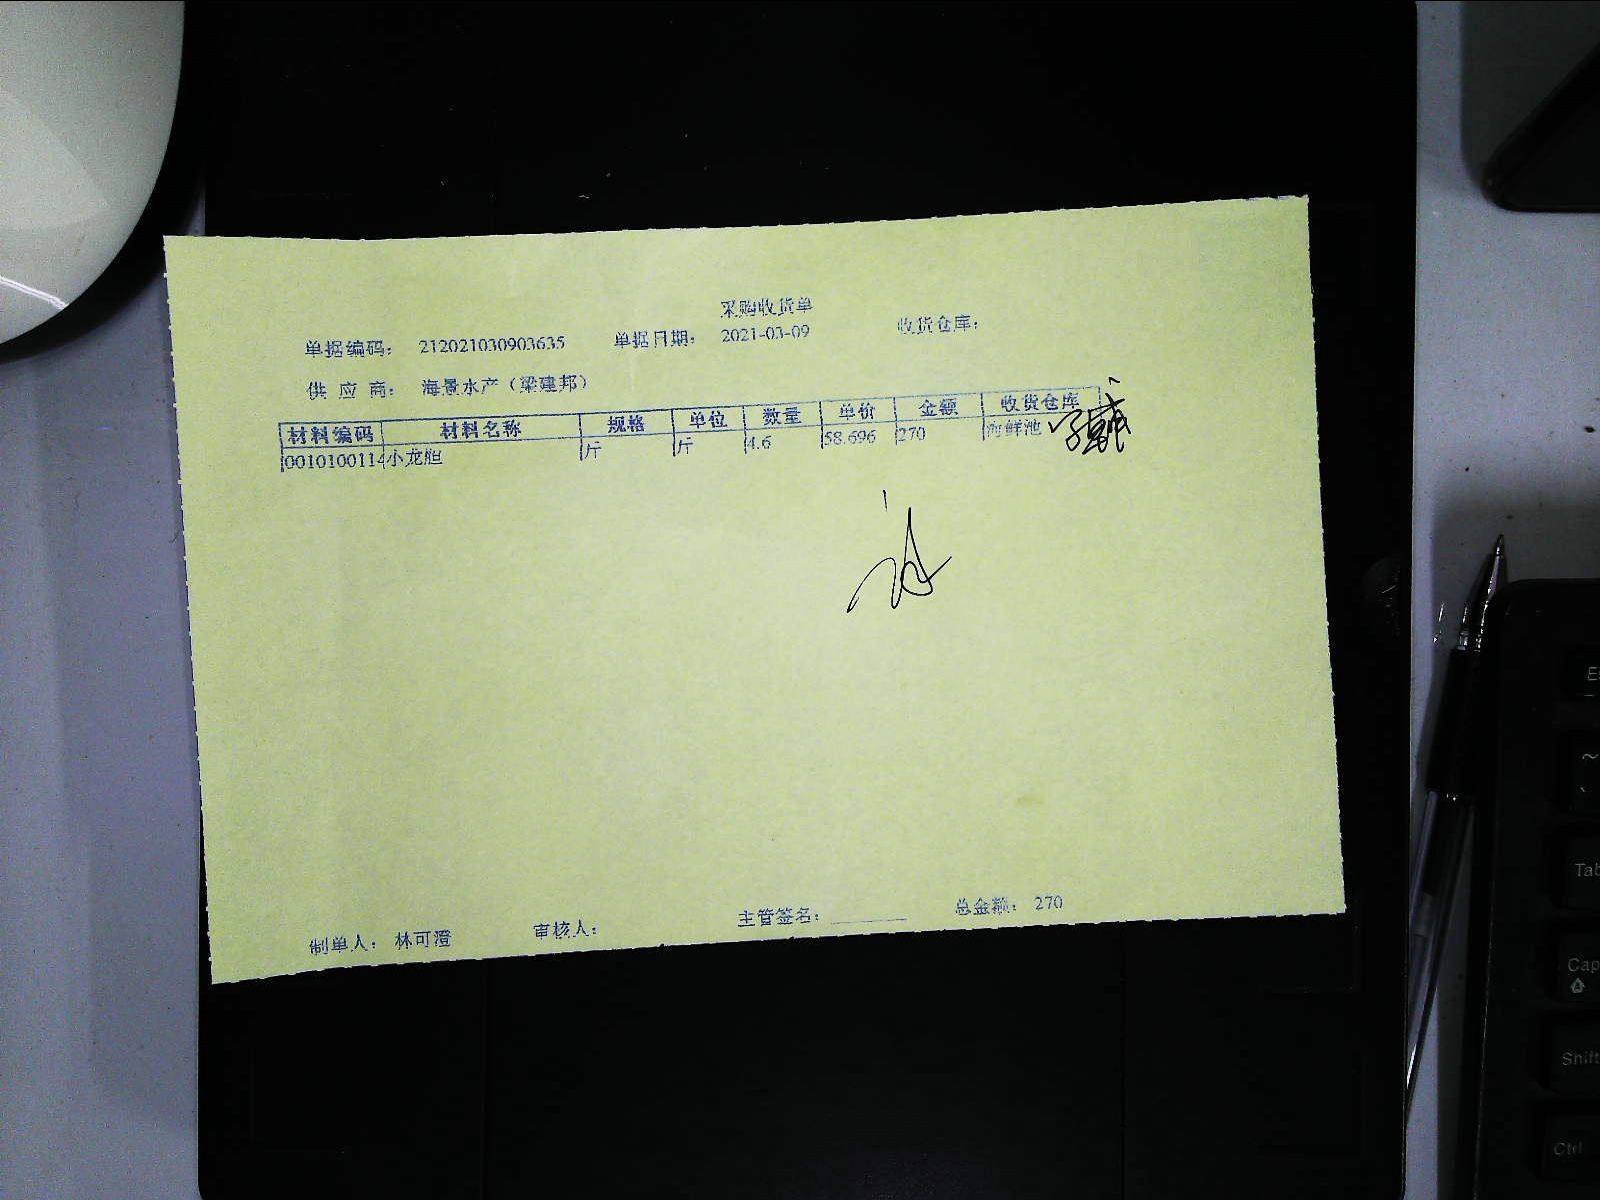 采购收货单
单据编码： 212021030903635 单据日期： 2021-03-09 收货仓库：
供 应 商： 海景水产（梁建邦）
材料编码 材料名称 规格 单位 数量 单价 金额 收货仓库
0010100114 小龙胆 斤 斤 4.6 58.696 270 海鲜池
制单人： 林可澄 审核人： 主管签名： 总金额： 270
Tab
Cap
Shift
Ctrl